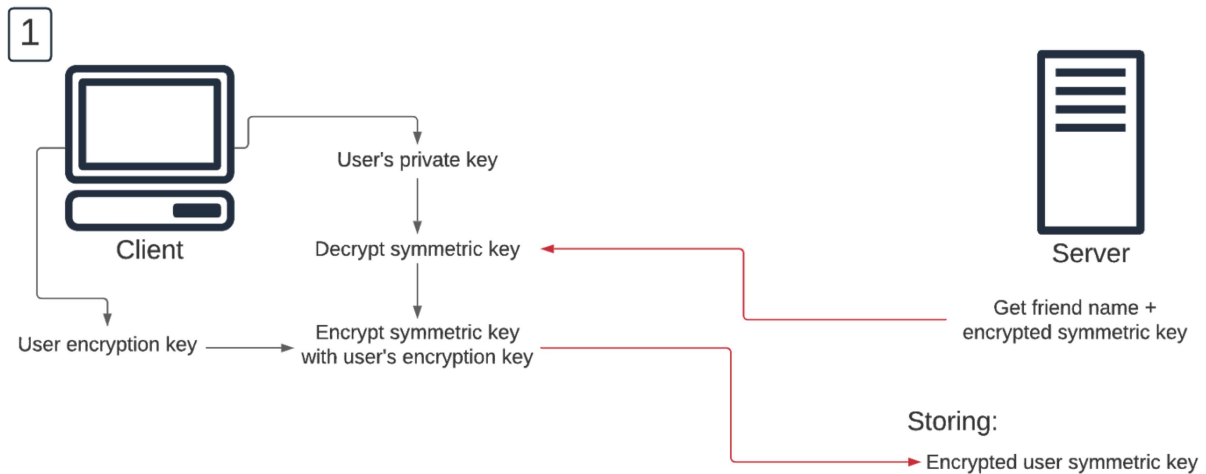 1
User's private key
Client
Decrypt symmetric key
Server
Get friend name +
encrypted symmetric key
User encryption key
Encrypt symmetric key
with user's encryption key
Storing:
Encrypted user symmetric key